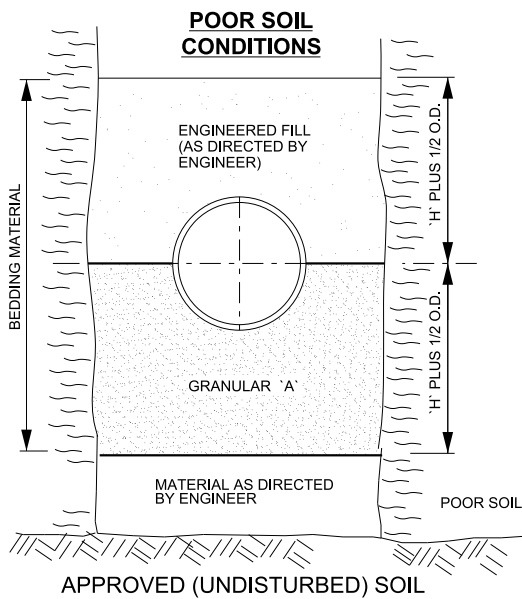 POOR SOIL
CONDITIONS
ENGINEERED FILL
(AS DIRECTED BY
ENGINEER)
BEDDING MATERIAL
`H` PLUS 1/2 O.D.
`H` PLUS 1/2 O.D.
GRANULAR `A`
MATERIAL AS DIRECTED
BY ENGINEER
POOR SOIL
APPROVED (UNDISTURBED) SOIL